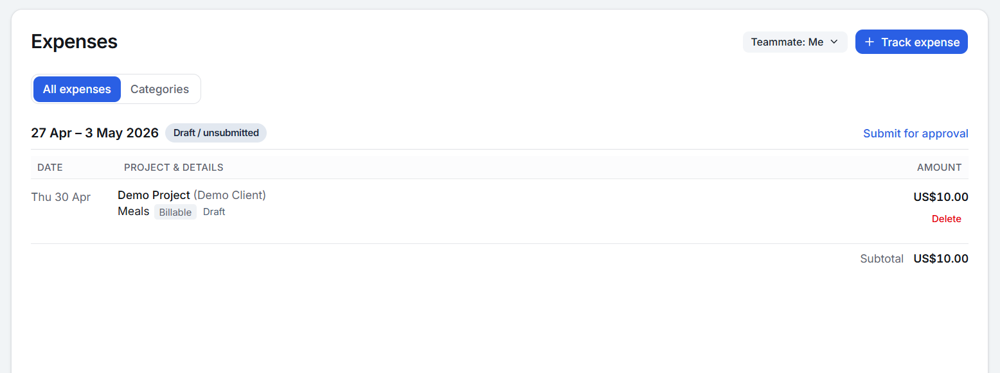 Expenses
Teammate: Me
+ Track expense
All expenses
Categories
27 Apr – 3 May 2026
Draft / unsubmitted
Submit for approval
DATE
PROJECT & DETAILS
AMOUNT
Thu 30 Apr
Demo Project (Demo Client)
US$10.00
Meals Billable Draft
Delete
Subtotal US$10.00